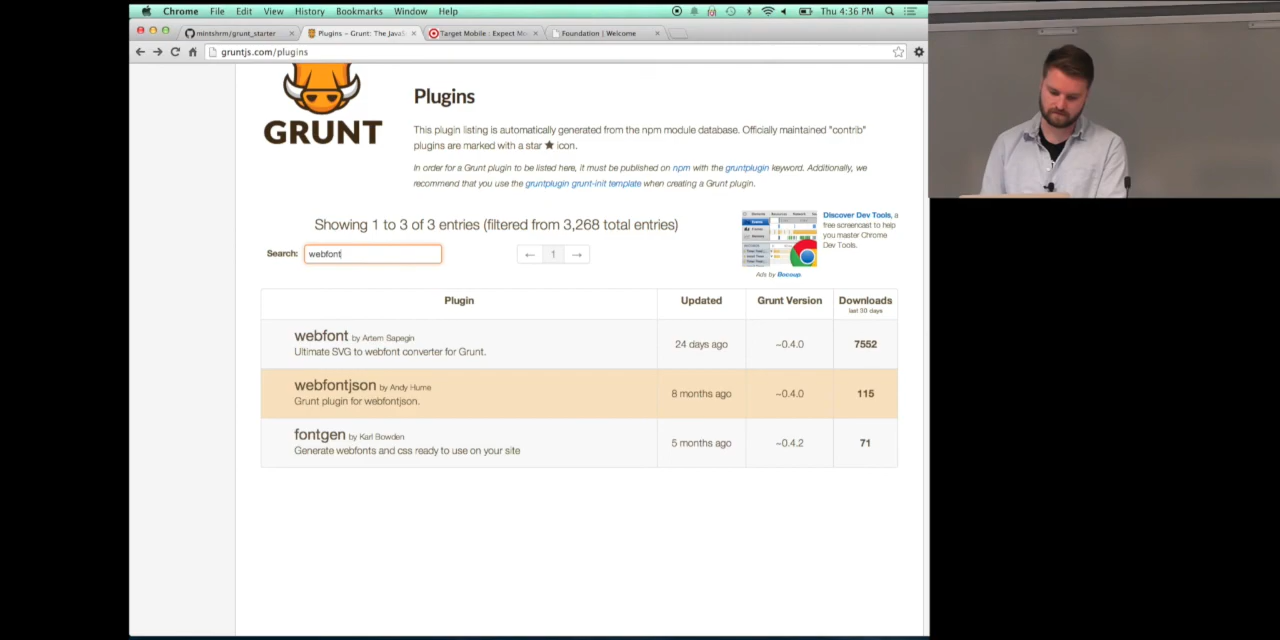 Chrome File Edit View History Bookmarks Window Help
Thu 4:36 PM
mintshrm/grunt_starter
Plugins – Grunt: The JavaS
Target Mobile : Expect Mo
Foundation | Welcome
gruntjs.com/plugins
GRUNT
Plugins
This plugin listing is automatically generated from the npm module database. Officially maintained "contrib"
plugins are marked with a star ★ icon.
In order for a Grunt plugin to be listed here, it must be published on npm with the gruntplugin keyword. Additionally, we
recommend that you use the gruntplugin grunt-init template when creating a Grunt plugin.
Showing 1 to 3 of 3 entries (filtered from 3,268 total entries)
Search: webfont
← 1 →
Discover Dev Tools, a
free screencast to help
you master Chrome
Dev Tools.
Ads by Bocoup
Plugin Updated Grunt Version Downloads
last 30 days
webfont by Artem Sapegin
Ultimate SVG to webfont converter for Grunt.
24 days ago ~0.4.0 7552
webfontjson by Andy Hume
Grunt plugin for webfontjson.
8 months ago ~0.4.0 115
fontgen by Karl Bowden
Generate webfonts and css ready to use on your site
5 months ago ~0.4.2 71